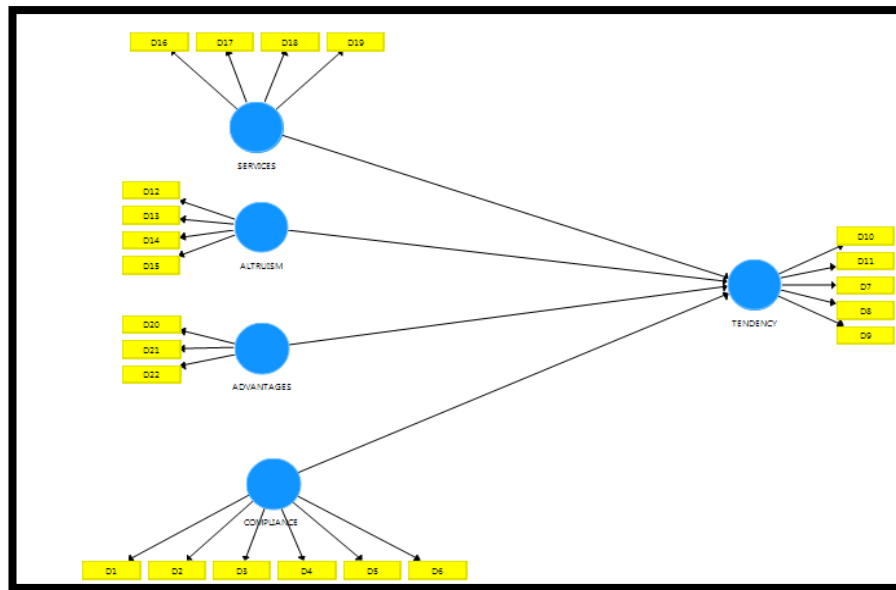 D16 D17 D18 D19
SERVICES
D12
D13
D14
D15
ALTRUISM
D20
D21
D22
ADVANTAGES
COMPLIANCE
D1 D2 D3 D4 D5 D6
D10
D11
D7
D8
D9
TENDENCY